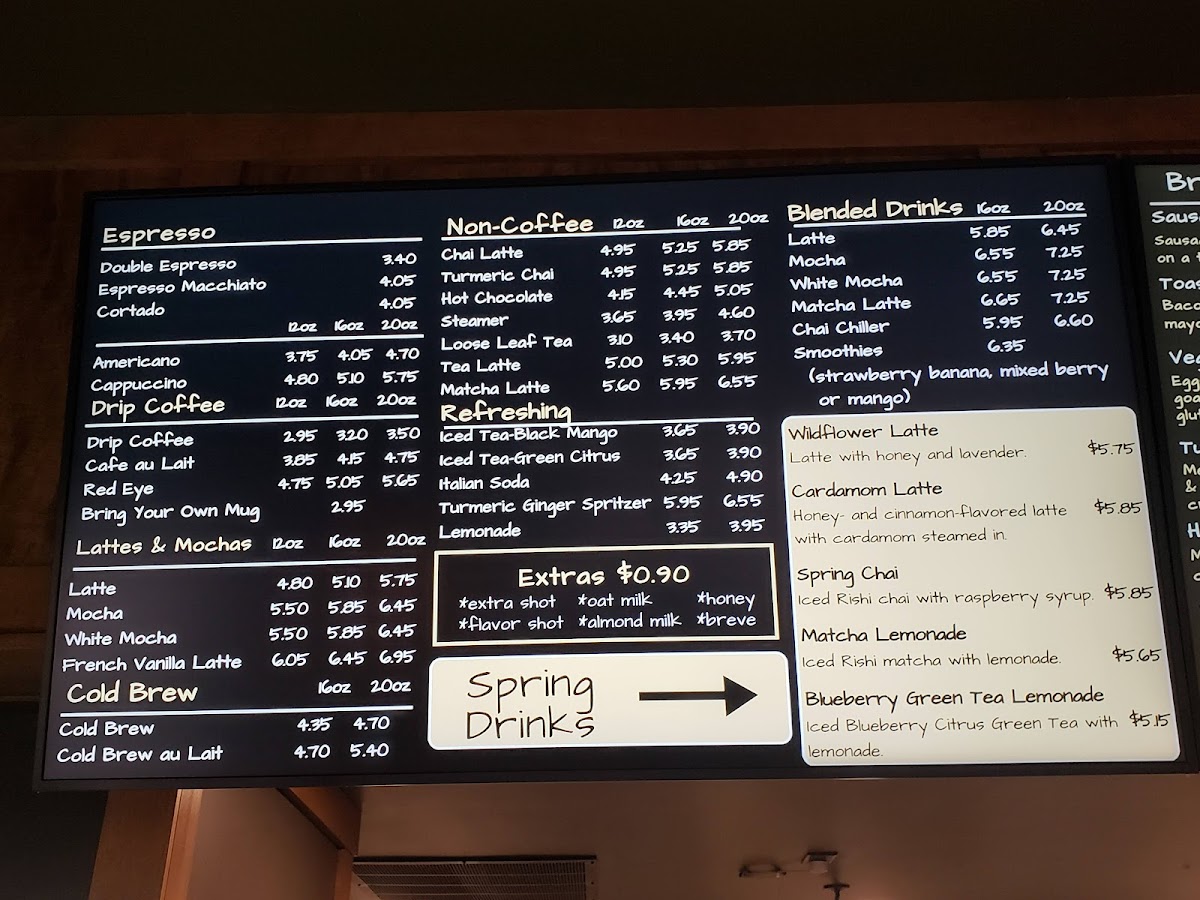 Espresso
Double Espresso 3.40
Espresso Macchiato 4.05
Cortado 4.05
12oz 16oz 20oz
Americano 3.75 4.05 4.70
Cappuccino 4.80 5.10 5.75
Drip Coffee 12oz 16oz 20oz
Drip Coffee 2.95 3.20 3.50
Cafe au Lait 3.85 4.15 4.75
Red Eye 4.75 5.05 5.65
Bring Your Own Mug 2.95
Lattes & Mochas 12oz 16oz 20oz
Latte 4.80 5.10 5.75
Mocha 5.50 5.85 6.45
White Mocha 5.50 5.85 6.45
French Vanilla Latte 6.05 6.45 6.95
Cold Brew 16oz 20oz
Cold Brew 4.35 4.70
Cold Brew au Lait 4.70 5.40
Non-Coffee 12oz 16oz 20oz
Chai Latte 4.95 5.25 5.85
Turmeric Chai 4.95 5.25 5.85
Hot Chocolate 4.15 4.45 5.05
Steamer 3.65 3.95 4.60
Loose Leaf Tea 3.10 3.40 3.70
Tea Latte 5.00 5.30 5.95
Matcha Latte 5.60 5.95 6.55
Refreshing
Iced Tea-Black Mango 3.65 3.90
Iced Tea-Green Citrus 3.65 3.90
Italian Soda 4.25 4.90
Turmeric Ginger Spritzer 5.95 6.55
Lemonade 3.35 3.95
Extras $0.90
*extra shot *oat milk *honey
*flavor shot *almond milk *breve
Spring
Drinks
Blended Drinks 16oz 20oz
Latte 5.85 6.45
Mocha 6.55 7.25
White Mocha 6.55 7.25
Matcha Latte 6.65 7.25
Chai Chiller 5.95 6.60
Smoothies 6.35
(strawberry banana, mixed berry
or mango)
Wildflower Latte
Latte with honey and lavender. $5.75
Cardamom Latte
Honey- and cinnamon-flavored latte $5.85
with cardamom steamed in.
Spring Chai
Iced Rishi chai with raspberry syrup. $5.85
Matcha Lemonade
Iced Rishi matcha with lemonade. $5.65
Blueberry Green Tea Lemonade
Iced Blueberry Citrus Green Tea with $5.15
lemonade.
on a